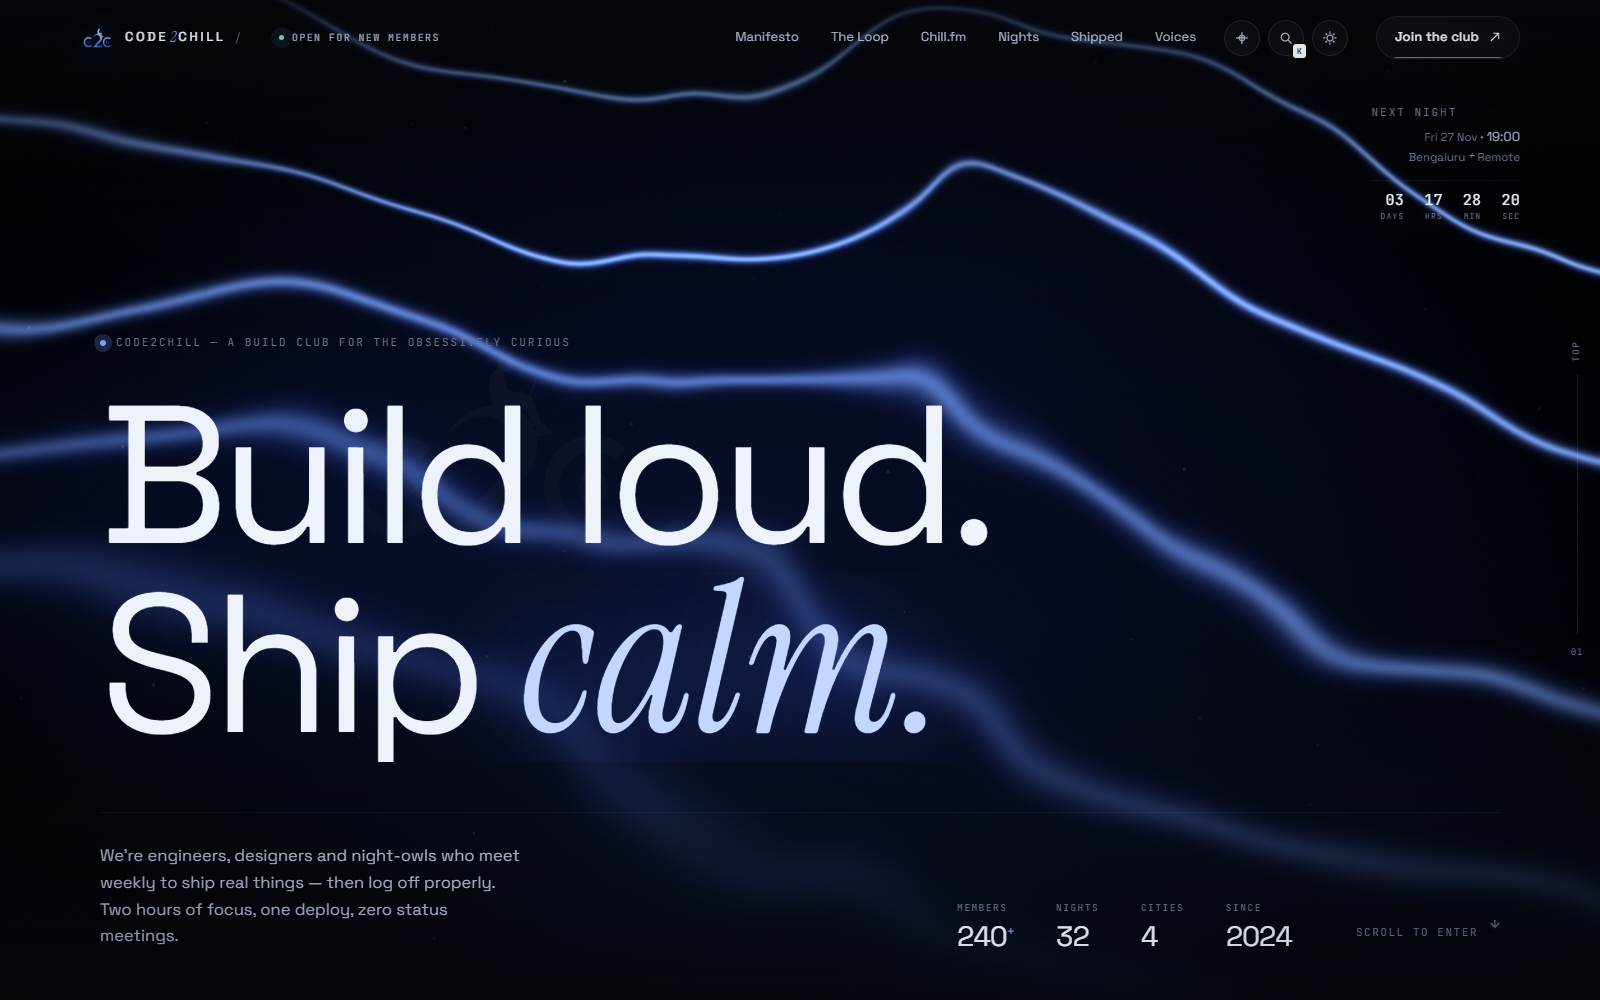 c2c CODE2CHILL /
OPEN FOR NEW MEMBERS
Manifesto The Loop Chill.fm Nights Shipped Voices
K
Join the club
NEXT NIGHT
Fri 27 Nov · 19:00
Bengaluru + Remote
03 17 28 20
DAYS HRS MIN SEC
TOP
01
CODE2CHILL — A BUILD CLUB FOR THE OBSESSIVELY CURIOUS
Build loud.
Ship calm.
We're engineers, designers and night-owls who meet
weekly to ship real things — then log off properly.
Two hours of focus, one deploy, zero status
meetings.
MEMBERS NIGHTS CITIES SINCE
240+ 32 4 2024
SCROLL TO ENTER